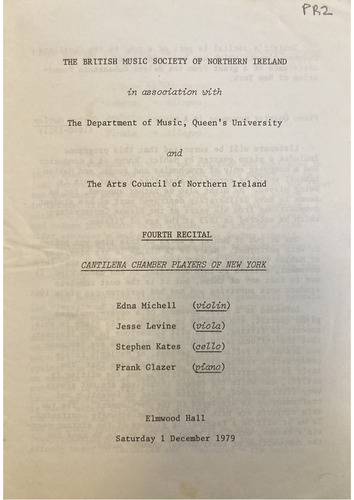 PR2
THE BRITISH MUSIC SOCIETY OF NORTHERN IRELAND
in association with
The Department of Music, Queen's University
and
The Arts Council of Northern Ireland
FOURTH RECITAL
CANTILENA CHAMBER PLAYERS OF NEW YORK
Edna Michell (violin)
Jesse Levine (viola)
Stephen Kates (cello)
Frank Glazer (piano)
Elmwood Hall
Saturday 1 December 1979